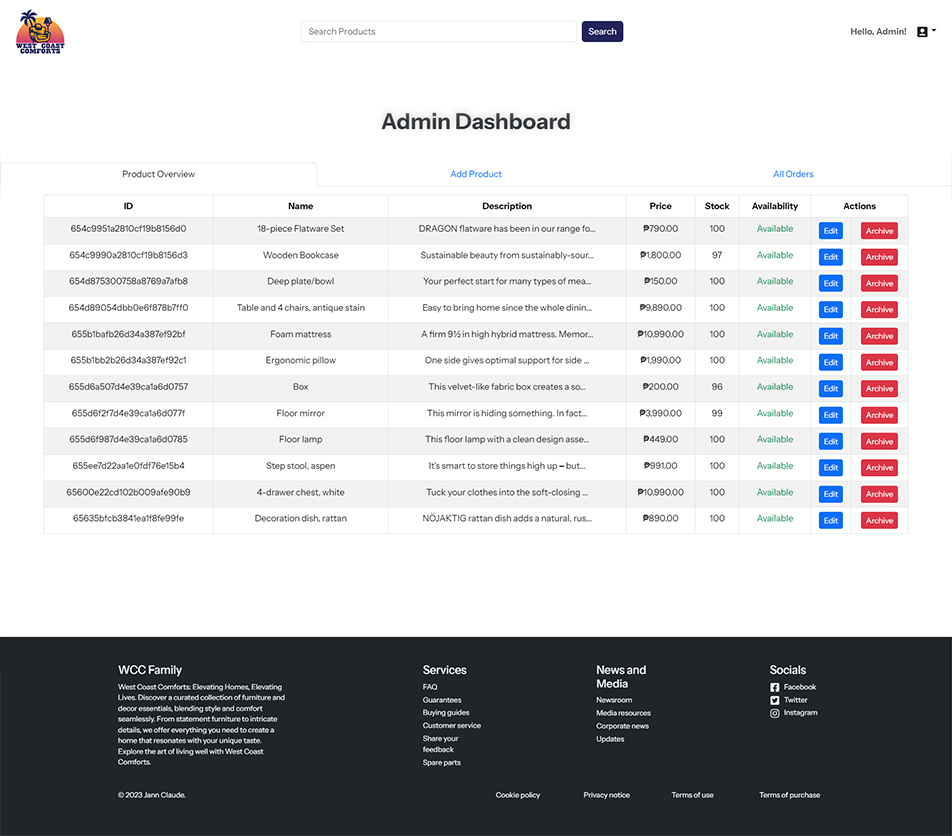 WEST COAST
COMFORTS
Search Products
Search
Hello, Admin!
Admin Dashboard
Product Overview
Add Product
All Orders
ID Name Description Price Stock Availability Actions
654c9951a2810cf19b8156d0 18-piece Flatware Set DRAGON flatware has been in our range fo... ₱790.00 100 Available Edit Archive
654c9990a2810cf19b8156d3 Wooden Bookcase Sustainable beauty from sustainably-sour... ₱1,800.00 97 Available Edit Archive
654d875300758a8769a7afb8 Deep plate/bowl Your perfect start for many types of mea... ₱150.00 100 Available Edit Archive
654d89054dbb0e6f878b7ff0 Table and 4 chairs, antique stain Easy to bring home since the whole dinin... ₱9,890.00 100 Available Edit Archive
655b1bafb26d34a387ef92bf Foam mattress A firm 9½ in high hybrid mattress. Memor... ₱10,990.00 100 Available Edit Archive
655b1bb2b26d34a387ef92c1 Ergonomic pillow One side gives optimal support for side ... ₱1,990.00 100 Available Edit Archive
655d6a507d4e39ca1a6d0757 Box This velvet-like fabric box creates a so... ₱200.00 96 Available Edit Archive
655d6f2f7d4e39ca1a6d077f Floor mirror This mirror is hiding something. In fact... ₱3,990.00 99 Available Edit Archive
655d6f987d4e39ca1a6d0785 Floor lamp This floor lamp with a clean design asse... ₱449.00 100 Available Edit Archive
655ee7d22aa1e0fdf76e15b4 Step stool, aspen It's smart to store things high up – but... ₱991.00 100 Available Edit Archive
65600e22cd102b009afe90b9 4-drawer chest, white Tuck your clothes into the soft-closing ... ₱10,990.00 100 Available Edit Archive
65635bfcb3841ea1f8fe99fe Decoration dish, rattan NÖJAKTIG rattan dish adds a natural, rus... ₱890.00 100 Available Edit Archive
WCC Family
West Coast Comforts: Elevating Homes, Elevating
Lives. Discover a curated collection of furniture and
decor essentials, blending style and comfort
seamlessly. From statement furniture to intricate
details, we offer everything you need to create a
home that resonates with your unique taste.
Explore the art of living well with West Coast
Comforts.
Services
FAQ
Guarantees
Buying guides
Customer service
Share your
feedback
Spare parts
News and
Media
Newsroom
Media resources
Corporate news
Updates
Socials
Facebook
Twitter
Instagram
© 2023 Jann Claude.
Cookie policy
Privacy notice
Terms of use
Terms of purchase